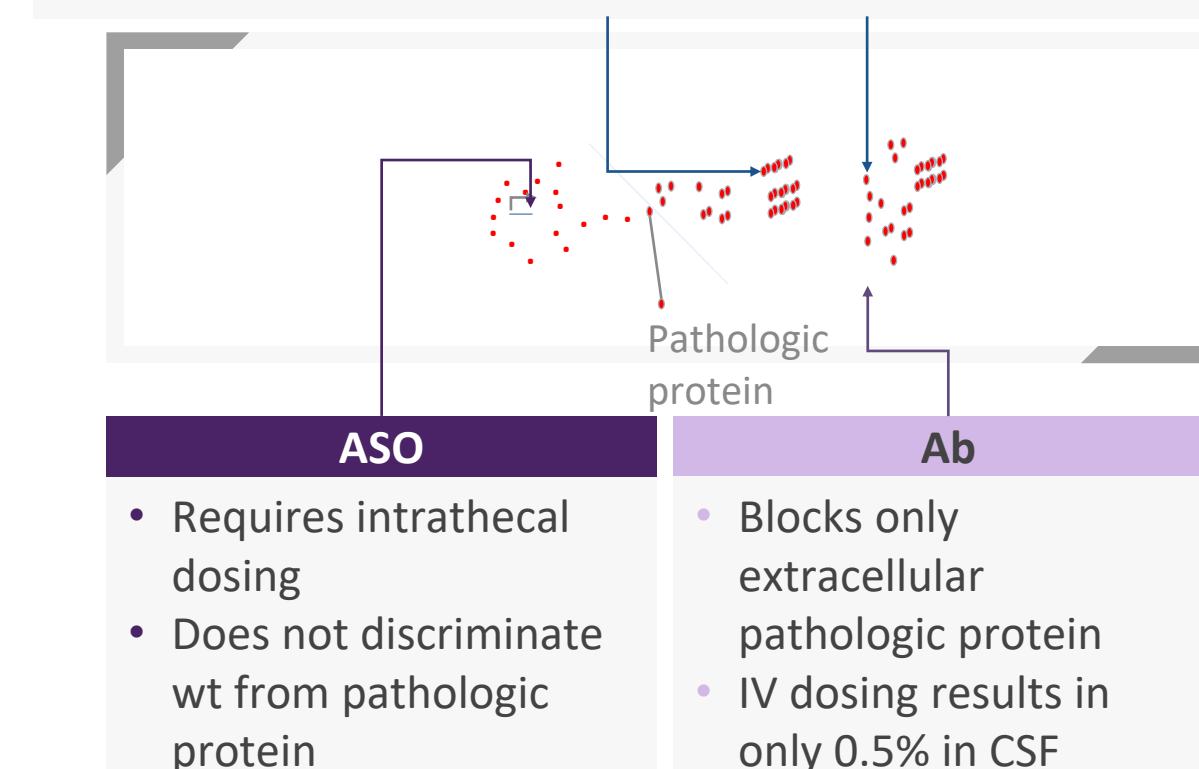 Pathologic
protein
ASO
• Requires intrathecal
dosing
• Does not discriminate
wt from pathologic
protein
Ab
• Blocks only
extracellular
pathologic protein
• IV dosing results in
only 0.5% in CSF